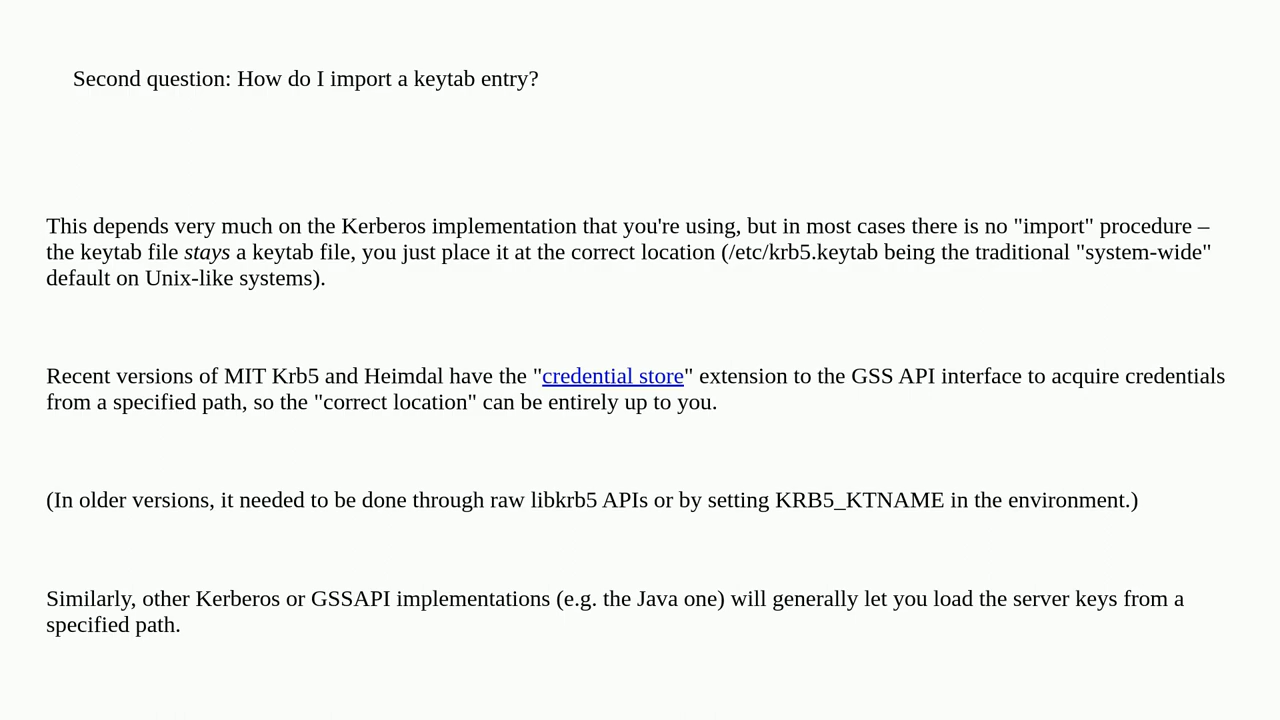 Second question: How do I import a keytab entry?
This depends very much on the Kerberos implementation that you're using, but in most cases there is no "import" procedure –
the keytab file stays a keytab file, you just place it at the correct location (/etc/krb5.keytab being the traditional "system-wide"
default on Unix-like systems).
Recent versions of MIT Krb5 and Heimdal have the "credential store" extension to the GSS API interface to acquire credentials
from a specified path, so the "correct location" can be entirely up to you.
(In older versions, it needed to be done through raw libkrb5 APIs or by setting KRB5_KTNAME in the environment.)
Similarly, other Kerberos or GSSAPI implementations (e.g. the Java one) will generally let you load the server keys from a
specified path.